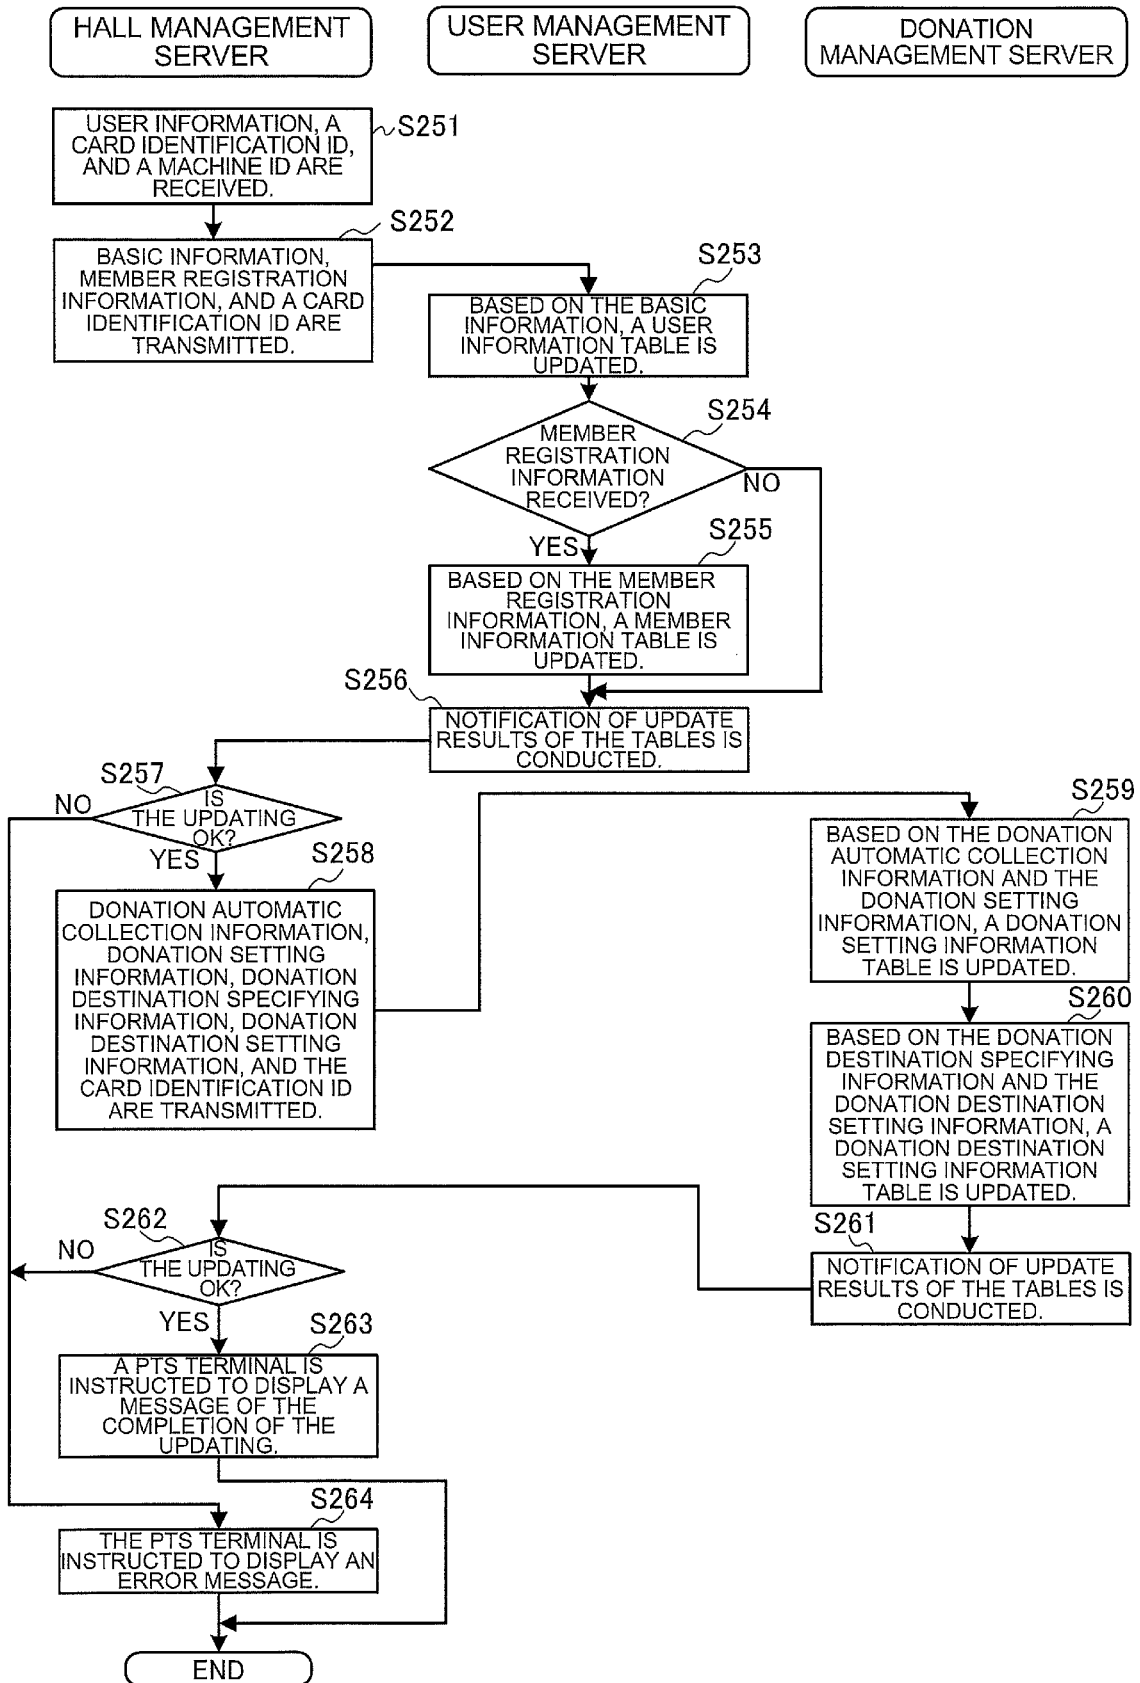 HALL MANAGEMENT
SERVER
USER MANAGEMENT
SERVER
DONATION
MANAGEMENT SERVER
S251
USER INFORMATION, A
CARD IDENTIFICATION ID,
AND A MACHINE ID ARE
RECEIVED.
S252
BASIC INFORMATION,
MEMBER REGISTRATION
INFORMATION, AND A CARD
IDENTIFICATION ID ARE
TRANSMITTED.
S253
BASED ON THE BASIC
INFORMATION, A USER
INFORMATION TABLE IS
UPDATED.
S254
MEMBER
REGISTRATION
INFORMATION
RECEIVED?
NO
YES
S255
BASED ON THE MEMBER
REGISTRATION
INFORMATION, A MEMBER
INFORMATION TABLE IS
UPDATED.
S256
NOTIFICATION OF UPDATE
RESULTS OF THE TABLES IS
CONDUCTED.
S257
IS
THE UPDATING
OK?
NO
YES
S258
DONATION AUTOMATIC
COLLECTION INFORMATION,
DONATION SETTING
INFORMATION, DONATION
DESTINATION SPECIFYING
INFORMATION, DONATION
DESTINATION SETTING
INFORMATION, AND THE
CARD IDENTIFICATION ID
ARE TRANSMITTED.
S259
BASED ON THE DONATION
AUTOMATIC COLLECTION
INFORMATION AND THE
DONATION SETTING
INFORMATION, A DONATION
SETTING INFORMATION
TABLE IS UPDATED.
S260
BASED ON THE DONATION
DESTINATION SPECIFYING
INFORMATION AND THE
DONATION DESTINATION
SETTING INFORMATION, A
DONATION DESTINATION
SETTING INFORMATION
TABLE IS UPDATED.
S261
NOTIFICATION OF UPDATE
RESULTS OF THE TABLES IS
CONDUCTED.
S262
IS
THE UPDATING
OK?
NO
YES
S263
A PTS TERMINAL IS
INSTRUCTED TO DISPLAY A
MESSAGE OF THE
COMPLETION OF THE
UPDATING.
S264
THE PTS TERMINAL IS
INSTRUCTED TO DISPLAY AN
ERROR MESSAGE.
END